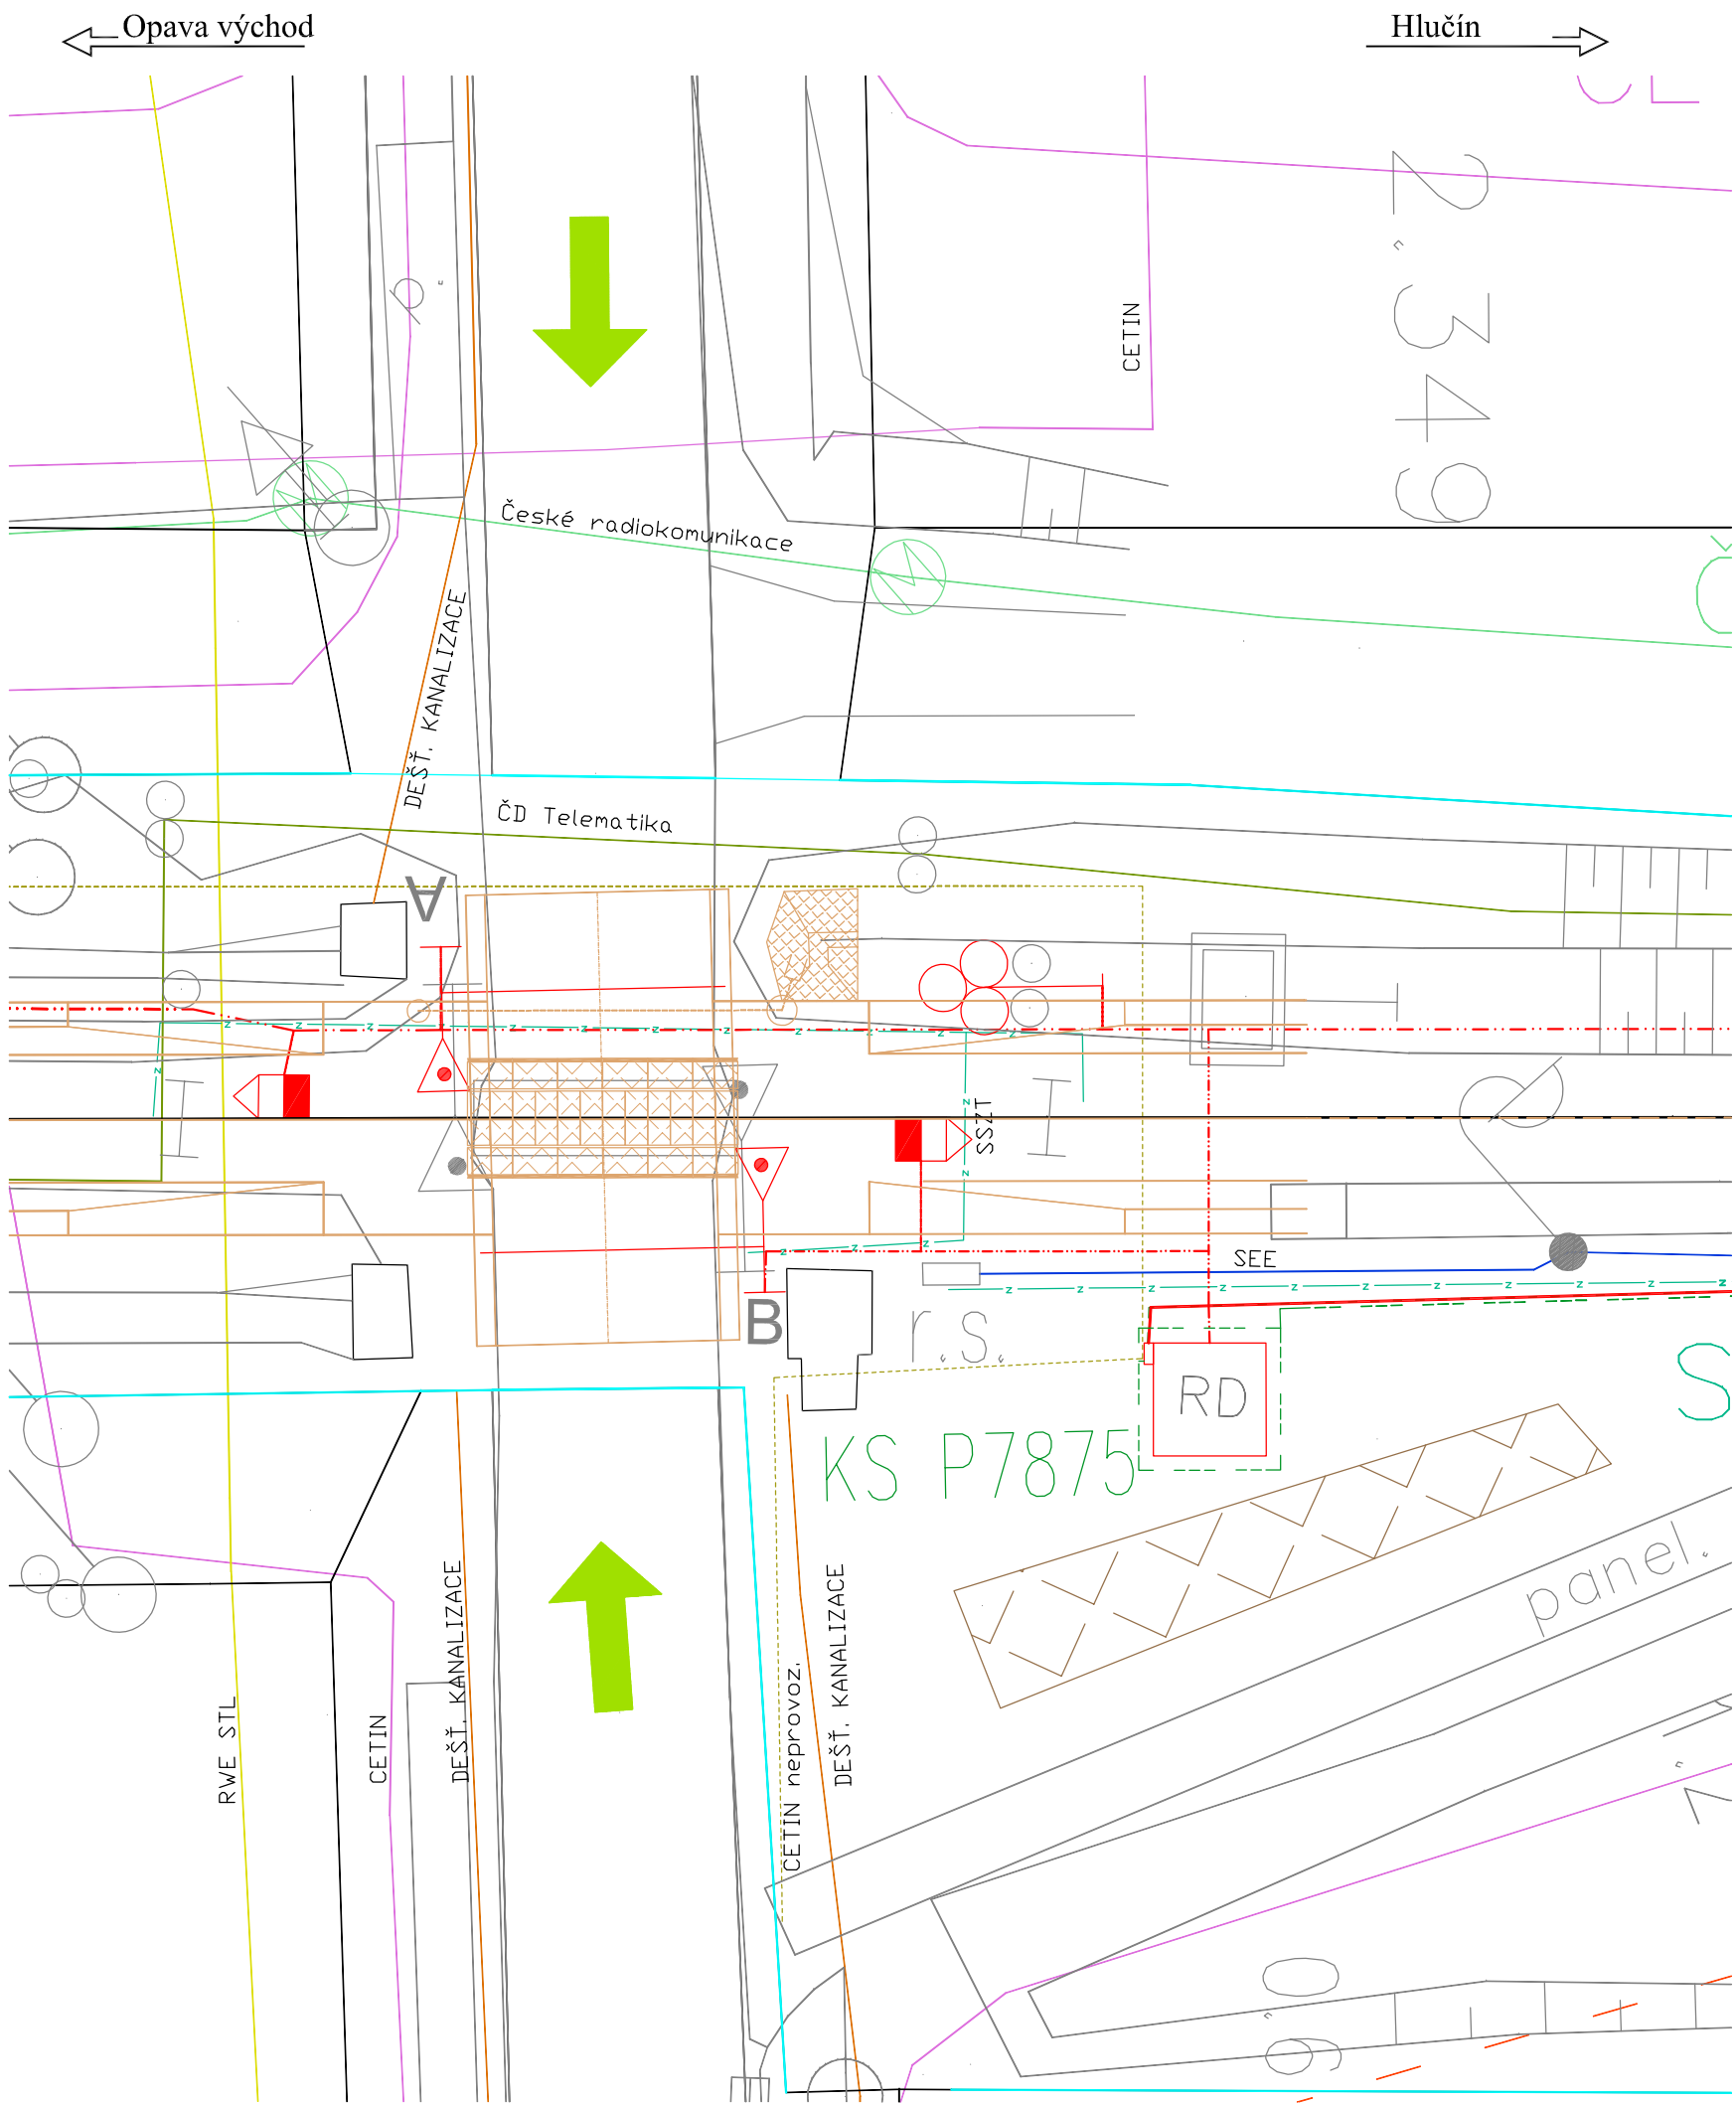 Opava východ
Hlučín
2.346
p.
CETIN
České radiokomunikace
DEŠŤ. KANALIZACE
ČD Telematika
A
SSZT
SEE
B
r.s.
RD
KS P7875
S
panel.
DEŠŤ. KANALIZACE
DEŠŤ. KANALIZACE
CETIN neprovoz.
RWE STL
CETIN